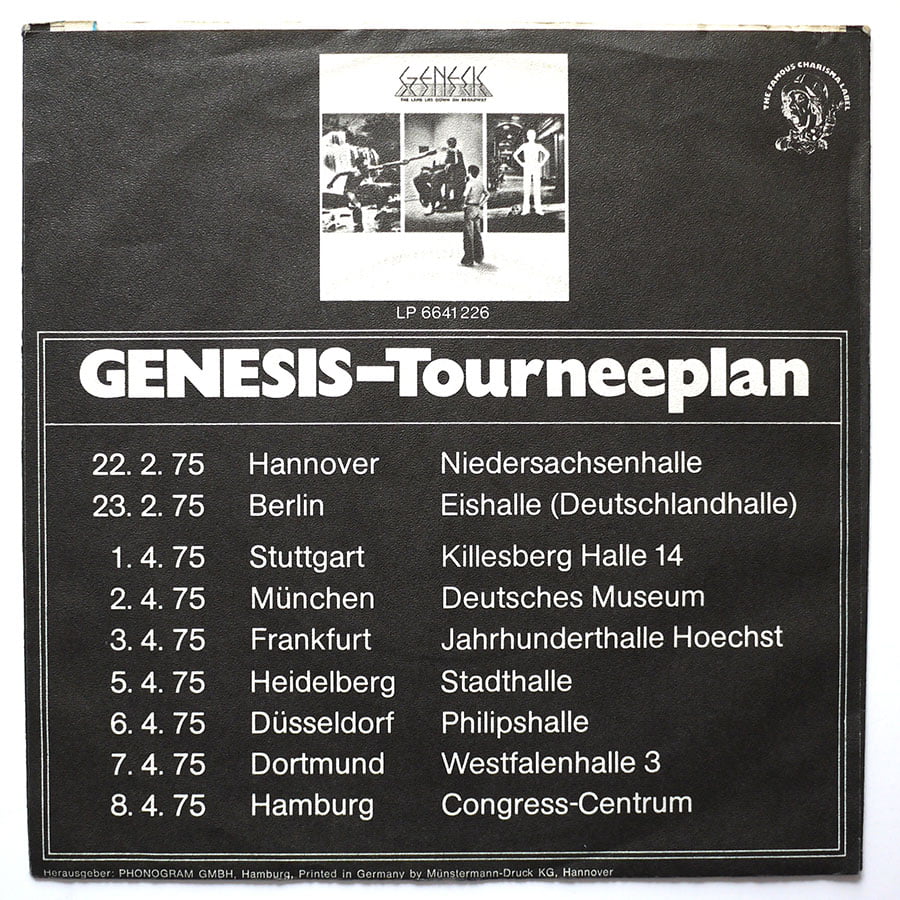 GENESIS
THE LAMB LIES DOWN ON BROADWAY
THE FAMOUS CHARISMA LABEL
LP 6641 226
GENESIS–Tourneeplan
22. 2. 75 Hannover Niedersachsenhalle
23. 2. 75 Berlin Eishalle (Deutschlandhalle)
1. 4. 75 Stuttgart Killesberg Halle 14
2. 4. 75 München Deutsches Museum
3. 4. 75 Frankfurt Jahrhunderthalle Hoechst
5. 4. 75 Heidelberg Stadthalle
6. 4. 75 Düsseldorf Philipshalle
7. 4. 75 Dortmund Westfalenhalle 3
8. 4. 75 Hamburg Congress-Centrum
Herausgeber: PHONOGRAM GMBH, Hamburg, Printed in Germany by Münstermann-Druck KG, Hannover